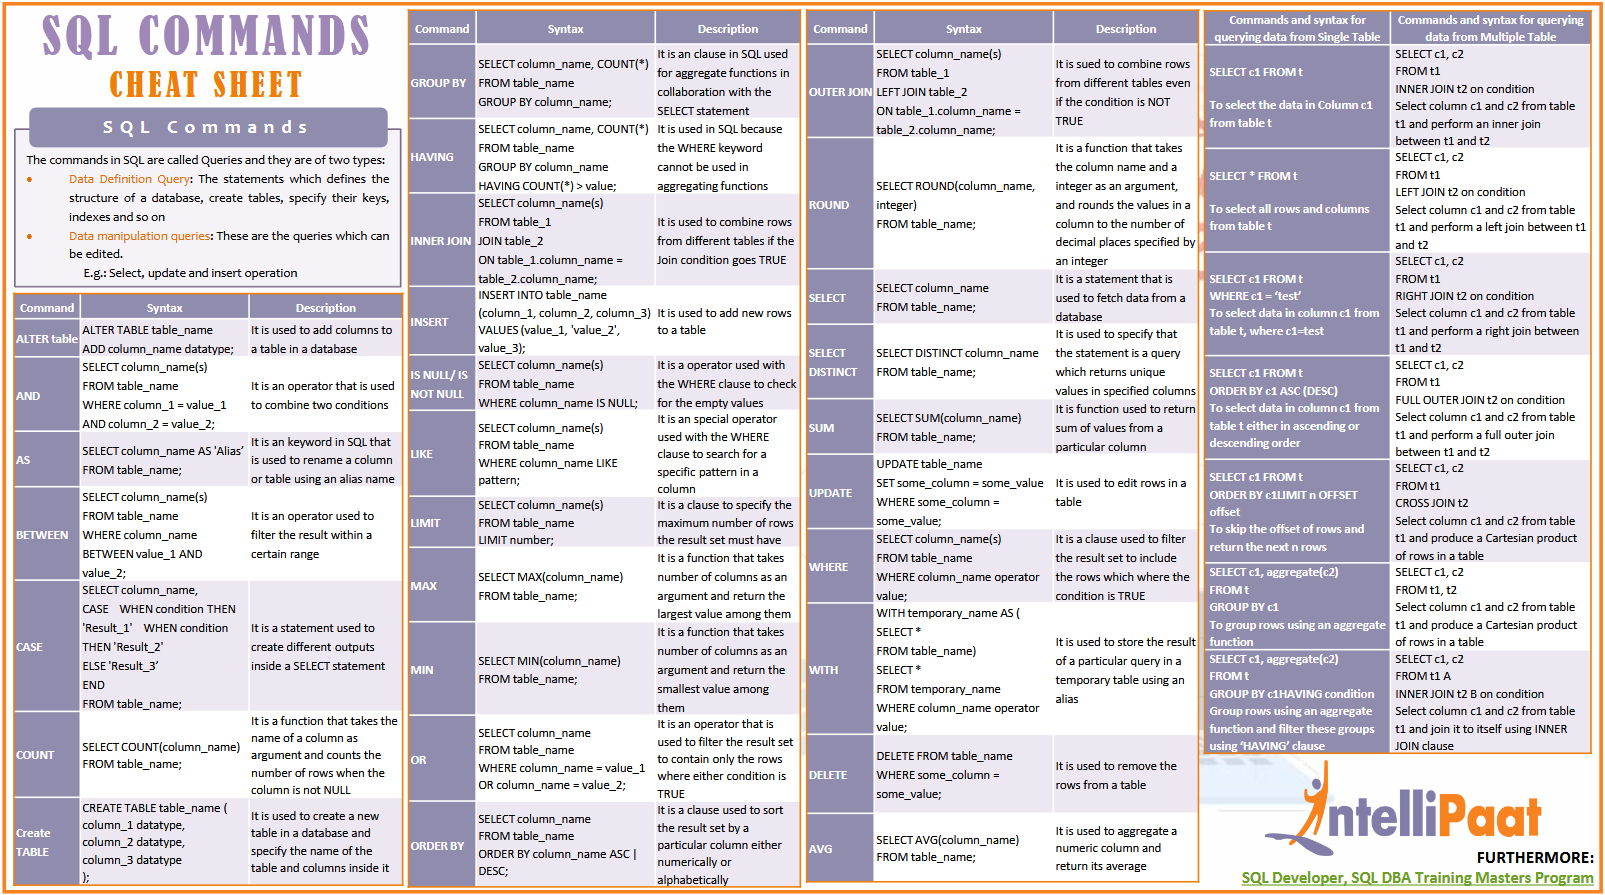 SQL COMMANDS
CHEAT SHEET
SQL Commands
The commands in SQL are called Queries and they are of two types:
• Data Definition Query: The statements which defines the
structure of a database, create tables, specify their keys,
indexes and so on
• Data manipulation queries: These are the queries which can
be edited.
E.g.: Select, update and insert operation
Command Syntax Description
ALTER table
ALTER TABLE table_name
ADD column_name datatype;
It is used to add columns to
a table in a database
AND
SELECT column_name(s)
FROM table_name
WHERE column_1 = value_1
AND column_2 = value_2;
It is an operator that is used
to combine two conditions
AS
SELECT column_name AS 'Alias’
FROM table_name;
It is an keyword in SQL that
is used to rename a column
or table using an alias name
BETWEEN
SELECT column_name(s)
FROM table_name
WHERE column_name
BETWEEN value_1 AND
value_2;
It is an operator used to
filter the result within a
certain range
CASE
SELECT column_name,
CASE WHEN condition THEN
'Result_1' WHEN condition
THEN 'Result_2'
ELSE 'Result_3’
END
FROM table_name;
It is a statement used to
create different outputs
inside a SELECT statement
COUNT
SELECT COUNT(column_name)
FROM table_name;
It is a function that takes the
name of a column as
argument and counts the
number of rows when the
column is not NULL
Create
TABLE
CREATE TABLE table_name (
column_1 datatype,
column_2 datatype,
column_3 datatype
);
It is used to create a new
table in a database and
specify the name of the
table and columns inside it
Command Syntax Description
GROUP BY
SELECT column_name, COUNT(*)
FROM table_name
GROUP BY column_name;
It is an clause in SQL used
for aggregate functions in
collaboration with the
SELECT statement
HAVING
SELECT column_name, COUNT(*)
FROM table_name
GROUP BY column_name
HAVING COUNT(*) > value;
It is used in SQL because
the WHERE keyword
cannot be used in
aggregating functions
INNER JOIN
SELECT column_name(s)
FROM table_1
JOIN table_2
ON table_1.column_name =
table_2.column_name;
It is used to combine rows
from different tables if the
Join condition goes TRUE
INSERT
INSERT INTO table_name
(column_1, column_2, column_3)
VALUES (value_1, 'value_2',
value_3);
It is used to add new rows
to a table
IS NULL/ IS
NOT NULL
SELECT column_name(s)
FROM table_name
WHERE column_name IS NULL;
It is a operator used with
the WHERE clause to check
for the empty values
LIKE
SELECT column_name(s)
FROM table_name
WHERE column_name LIKE
pattern;
It is an special operator
used with the WHERE
clause to search for a
specific pattern in a
column
LIMIT
SELECT column_name(s)
FROM table_name
LIMIT number;
It is a clause to specify the
maximum number of rows
the result set must have
MAX
SELECT MAX(column_name)
FROM table_name;
It is a function that takes
number of columns as an
argument and return the
largest value among them
MIN
SELECT MIN(column_name)
FROM table_name;
It is a function that takes
number of columns as an
argument and return the
smallest value among
them
OR
SELECT column_name
FROM table_name
WHERE column_name = value_1
OR column_name = value_2;
It is an operator that is
used to filter the result set
to contain only the rows
where either condition is
TRUE
ORDER BY
SELECT column_name
FROM table_name
ORDER BY column_name ASC |
DESC;
It is a clause used to sort
the result set by a
particular column either
numerically or
alphabetically
Command Syntax Description
OUTER JOIN
SELECT column_name(s)
FROM table_1
LEFT JOIN table_2
ON table_1.column_name =
table_2.column_name;
It is sued to combine rows
from different tables even
if the condition is NOT
TRUE
ROUND
SELECT ROUND(column_name,
integer)
FROM table_name;
It is a function that takes
the column name and a
integer as an argument,
and rounds the values in a
column to the number of
decimal places specified by
an integer
SELECT
SELECT column_name
FROM table_name;
It is a statement that is
used to fetch data from a
database
SELECT
DISTINCT
SELECT DISTINCT column_name
FROM table_name;
It is used to specify that
the statement is a query
which returns unique
values in specified columns
SUM
SELECT SUM(column_name)
FROM table_name;
It is function used to return
sum of values from a
particular column
UPDATE
UPDATE table_name
SET some_column = some_value
WHERE some_column =
some_value;
It is used to edit rows in a
table
WHERE
SELECT column_name(s)
FROM table_name
WHERE column_name operator
value;
It is a clause used to filter
the result set to include
the rows which where the
condition is TRUE
WITH
WITH temporary_name AS (
SELECT *
FROM table_name)
SELECT *
FROM temporary_name
WHERE column_name operator
value;
It is used to store the result
of a particular query in a
temporary table using an
alias
DELETE
DELETE FROM table_name
WHERE some_column =
some_value;
It is used to remove the
rows from a table
AVG
SELECT AVG(column_name)
FROM table_name;
It is used to aggregate a
numeric column and
return its average
Commands and syntax for
querying data from Single Table
Commands and syntax for querying
data from Multiple Table
SELECT c1 FROM t
To select the data in Column c1
from table t
SELECT c1, c2
FROM t1
INNER JOIN t2 on condition
Select column c1 and c2 from table
t1 and perform an inner join
between t1 and t2
SELECT * FROM t
To select all rows and columns
from table t
SELECT c1, c2
FROM t1
LEFT JOIN t2 on condition
Select column c1 and c2 from table
t1 and perform a left join between t1
and t2
SELECT c1 FROM t
WHERE c1 = ‘test’
To select data in column c1 from
table t, where c1=test
SELECT c1, c2
FROM t1
RIGHT JOIN t2 on condition
Select column c1 and c2 from table
t1 and perform a right join between
t1 and t2
SELECT c1 FROM t
ORDER BY c1 ASC (DESC)
To select data in column c1 from
table t either in ascending or
descending order
SELECT c1, c2
FROM t1
FULL OUTER JOIN t2 on condition
Select column c1 and c2 from table
t1 and perform a full outer join
between t1 and t2
SELECT c1 FROM t
ORDER BY c1LIMIT n OFFSET
offset
To skip the offset of rows and
return the next n rows
SELECT c1, c2
FROM t1
CROSS JOIN t2
Select column c1 and c2 from table
t1 and produce a Cartesian product
of rows in a table
SELECT c1, aggregate(c2)
FROM t
GROUP BY c1
To group rows using an aggregate
function
SELECT c1, c2
FROM t1, t2
Select column c1 and c2 from table
t1 and produce a Cartesian product
of rows in a table
SELECT c1, aggregate(c2)
FROM t
GROUP BY c1HAVING condition
Group rows using an aggregate
function and filter these groups
using ‘HAVING’ clause
SELECT c1, c2
FROM t1 A
INNER JOIN t2 B on condition
Select column c1 and c2 from table
t1 and join it to itself using INNER
JOIN clause
IntelliPaat
FURTHERMORE:
SQL Developer, SQL DBA Training Masters Program